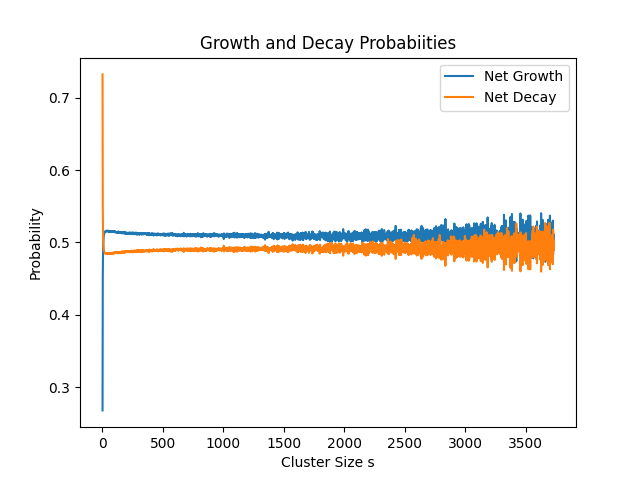 Growth and Decay Probabiities
Net Growth
Net Decay
0.7
0.6
0.5
0.4
0.3
Probability
0 500 1000 1500 2000 2500 3000 3500
Cluster Size s